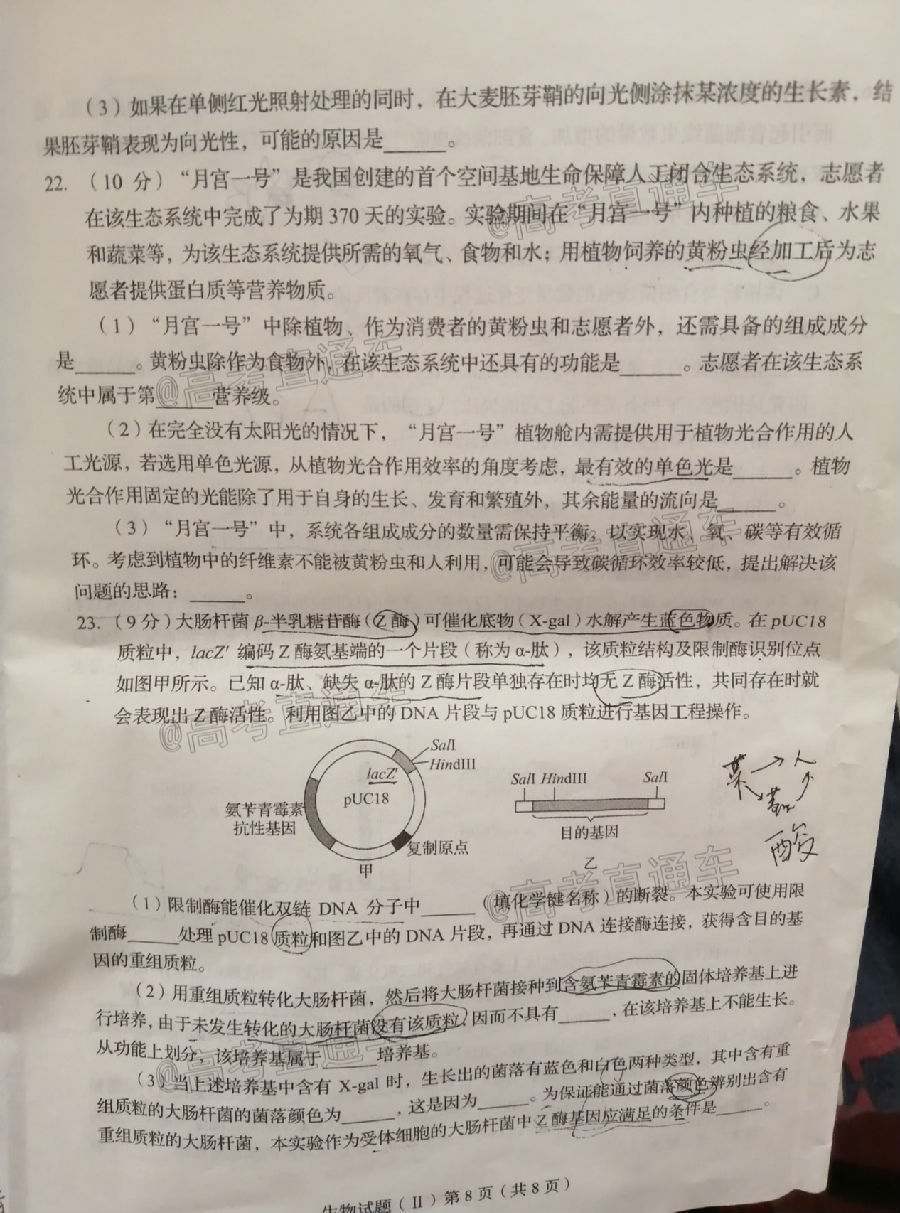 （3）如果在单侧红光照射处理的同时，在大麦胚芽鞘的向光侧涂抹某浓度的生长素，结
果胚芽鞘表现为向光性，可能的原因是______。
22.（10 分）“月宫一号”是我国创建的首个空间基地生命保障人工闭合生态系统，志愿者
在该生态系统中完成了为期 370 天的实验。实验期间在“月宫一号”内种植的粮食、水果
和蔬菜等，为该生态系统提供所需的氧气、食物和水；用植物饲养的黄粉虫经加工后为志
愿者提供蛋白质等营养物质。
（1）“月宫一号”中除植物、作为消费者的黄粉虫和志愿者外，还需具备的组成成分
是______。黄粉虫除作为食物外，在该生态系统中还具有的功能是______。志愿者在该生态系
统中属于第______营养级。
（2）在完全没有太阳光的情况下，“月宫一号”植物舱内需提供用于植物光合作用的人
工光源，若选用单色光源，从植物光合作用效率的角度考虑，最有效的单色光是______。植物
光合作用固定的光能除了用于自身的生长、发育和繁殖外，其余能量的流向是______。
（3）“月宫一号”中，系统各组成成分的数量需保持平衡。以实现水、氧、碳等有效循
环。考虑到植物中的纤维素不能被黄粉虫和人利用，可能会导致碳循环效率较低，提出解决该
问题的思路：______。
23.（9 分）大肠杆菌 β-半乳糖苷酶（Z 酶）可催化底物（X-gal）水解产生蓝色物质。在 pUC18
质粒中，lacZ' 编码 Z 酶氨基端的一个片段（称为 α-肽），该质粒结构及限制酶识别位点
如图甲所示。已知 α-肽、缺失 α-肽的 Z 酶片段单独存在时均无 Z 酶活性，共同存在时就
会表现出 Z 酶活性。利用图乙中的 DNA 片段与 pUC18 质粒进行基因工程操作。
SalI
HindIII
lacZ'
pUC18
氨苄青霉素
抗性基因
复制原点
甲
SalI HindIII SalI
目的基因
乙
菜→人
酸
（1）限制酶能催化双链 DNA 分子中______（填化学键名称）的断裂。本实验可使用限
制酶______处理 pUC18 质粒和图乙中的 DNA 片段，再通过 DNA 连接酶连接，获得含目的基
因的重组质粒。
（2）用重组质粒转化大肠杆菌，然后将大肠杆菌接种到含氨苄青霉素的固体培养基上进
行培养，由于未发生转化的大肠杆菌没有该质粒，因而不具有______，在该培养基上不能生长。
从功能上划分，该培养基属于______培养基。
（3）当上述培养基中含有 X-gal 时，生长出的菌落有蓝色和白色两种类型，其中含有重
组质粒的大肠杆菌的菌落颜色为______，这是因为______。为保证能通过菌落颜色辨别出含有
重组质粒的大肠杆菌，本实验作为受体细胞的大肠杆菌中 Z 酶基因应满足的条件是______。
生物试题（II）第 8 页（共 8 页）
@高考直通车
@高考直通车
@高考直通车
@高考直通车
@高考直通车
@高考直通车